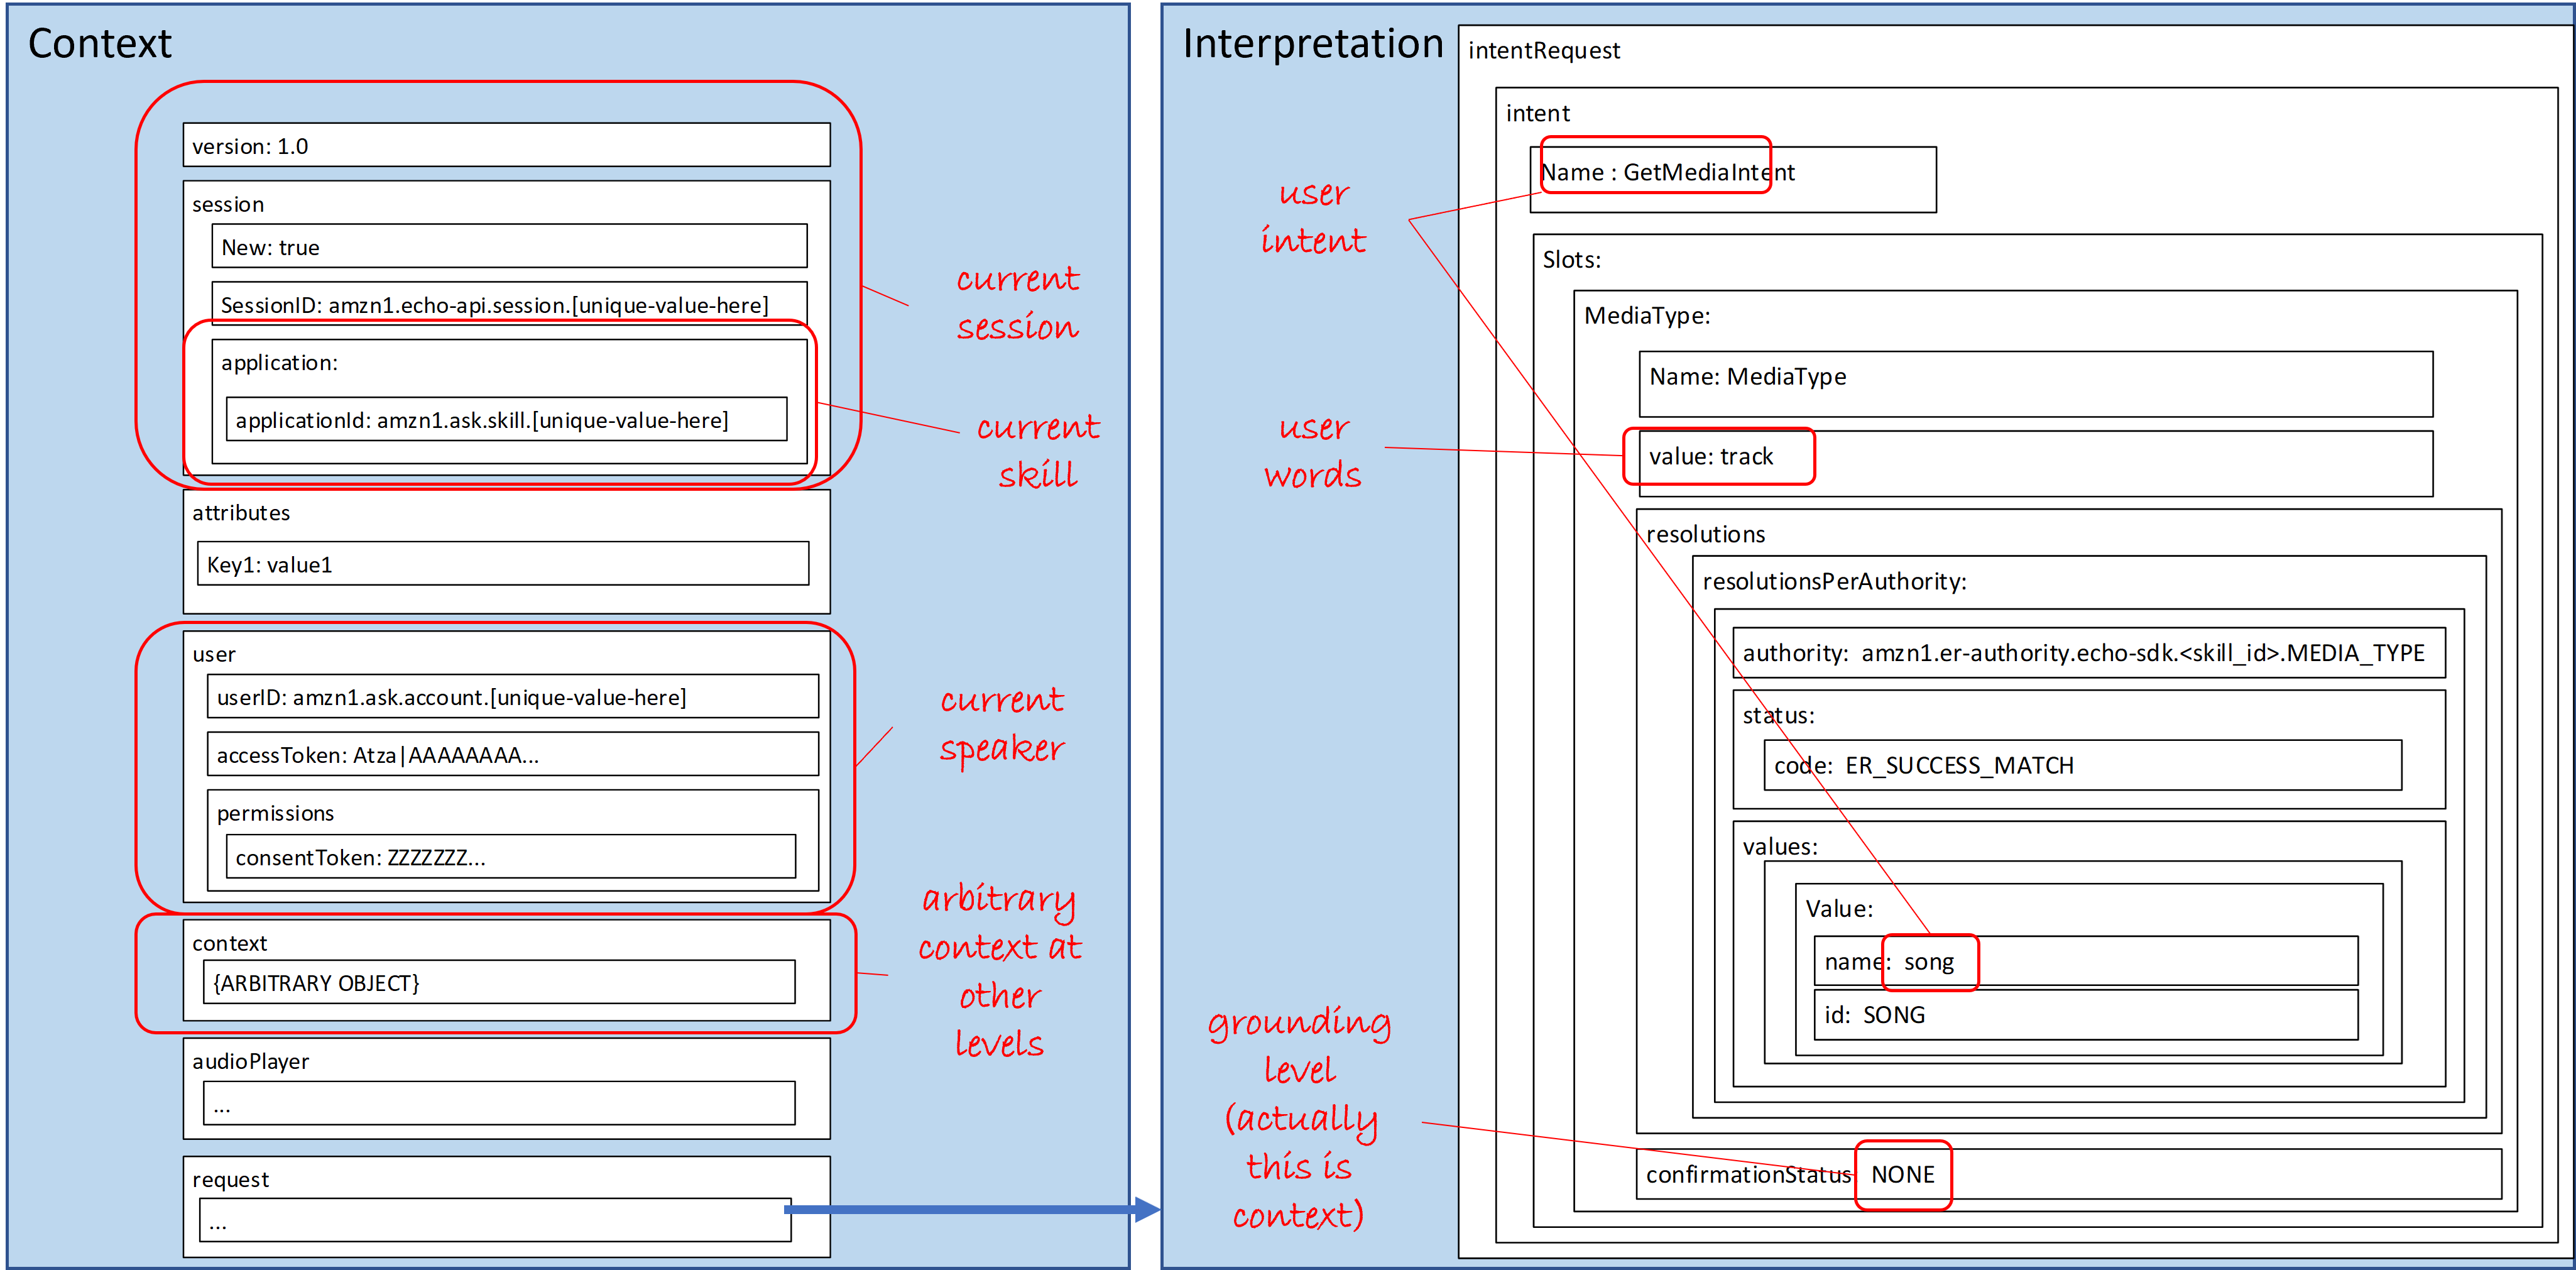 Context
version: 1.0
session
New: true
SessionID: amzn1.echo-api.session.[unique-value-here]
application:
applicationId: amzn1.ask.skill.[unique-value-here]
attributes
Key1: value1
user
userID: amzn1.ask.account.[unique-value-here]
accessToken: Atza|AAAAAAAA...
permissions
consentToken: ZZZZZZZ...
context
{ARBITRARY OBJECT}
audioPlayer
...
request
...
current
session
current
skill
current
speaker
arbitrary
context at
other
levels
Interpretation
user
intent
user
words
grounding
level
(actually
this is
context)
intentRequest
intent
Name : GetMediaIntent
Slots:
MediaType:
Name: MediaType
value: track
resolutions
resolutionsPerAuthority:
authority: amzn1.er-authority.echo-sdk.<skill_id>.MEDIA_TYPE
status:
code: ER_SUCCESS_MATCH
values:
Value:
name: song
id: SONG
confirmationStatus NONE